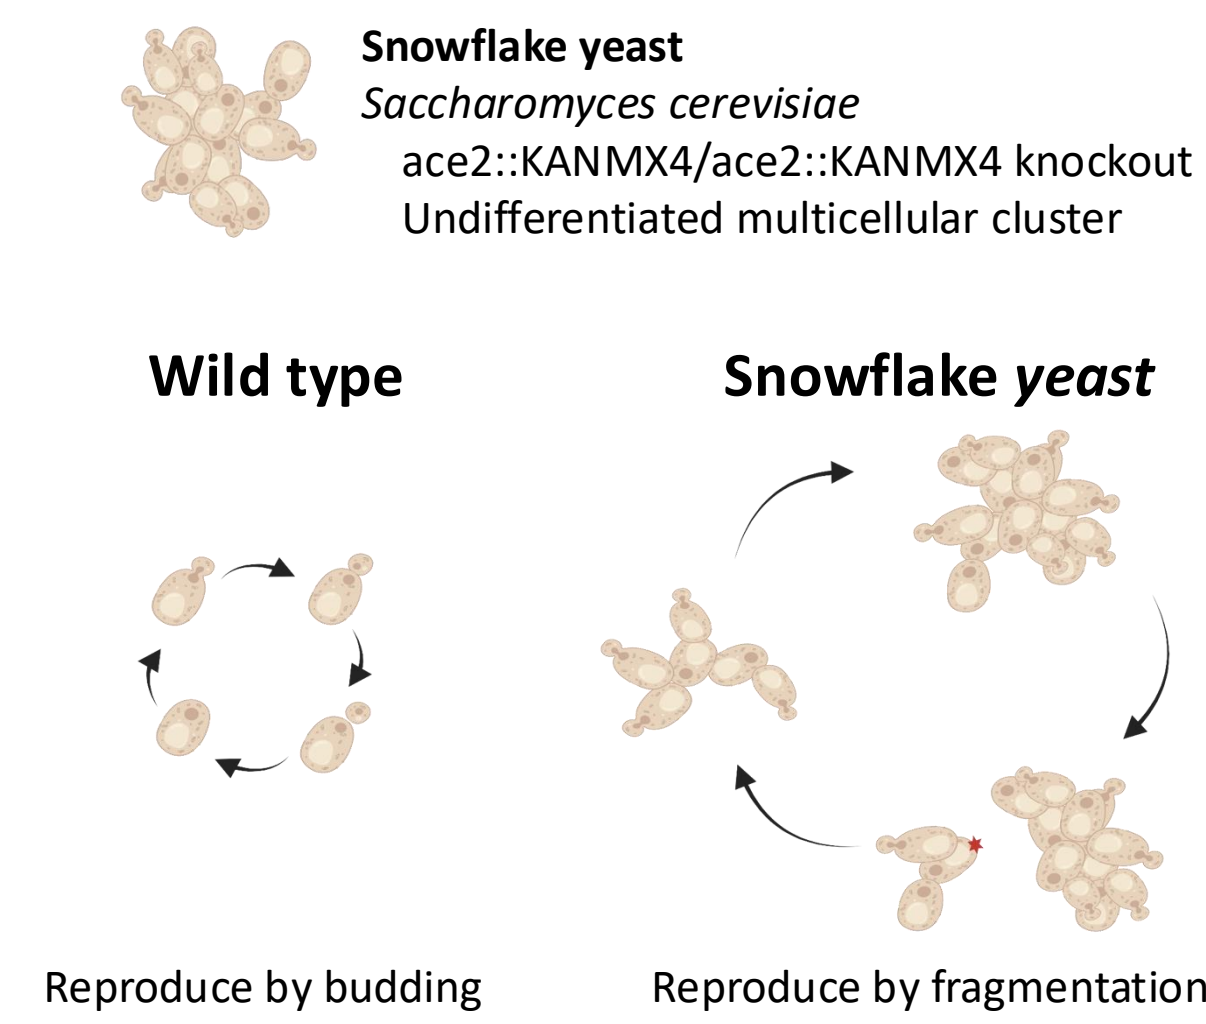 Snowflake yeast
Saccharomyces cerevisiae
ace2::KANMX4/ace2::KANMX4 knockout
Undifferentiated multicellular cluster
Wild type
Snowflake yeast
Reproduce by budding
Reproduce by fragmentation